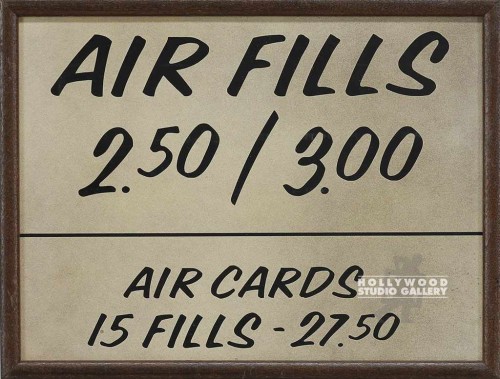 AIR FILLS
2.50 / 3.00
AIR CARDS
HOLLYWOOD
STUDIO GALLERY
15 FILLS - 27.50